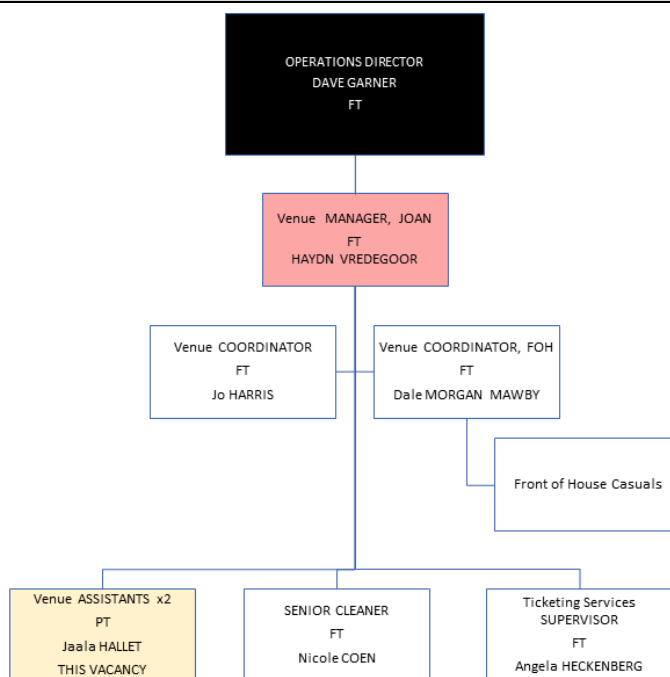 OPERATIONS DIRECTOR
DAVE GARNER
FT
Venue MANAGER, JOAN
FT
HAYDN VREDEGOOR
Venue COORDINATOR
FT
Jo HARRIS
Venue COORDINATOR, FOH
FT
Dale MORGAN MAWBY
Front of House Casuals
Venue ASSISTANTS x2
PT
Jaala HALLET
THIS VACANCY
SENIOR CLEANER
FT
Nicole COEN
Ticketing Services
SUPERVISOR
FT
Angela HECKENBERG